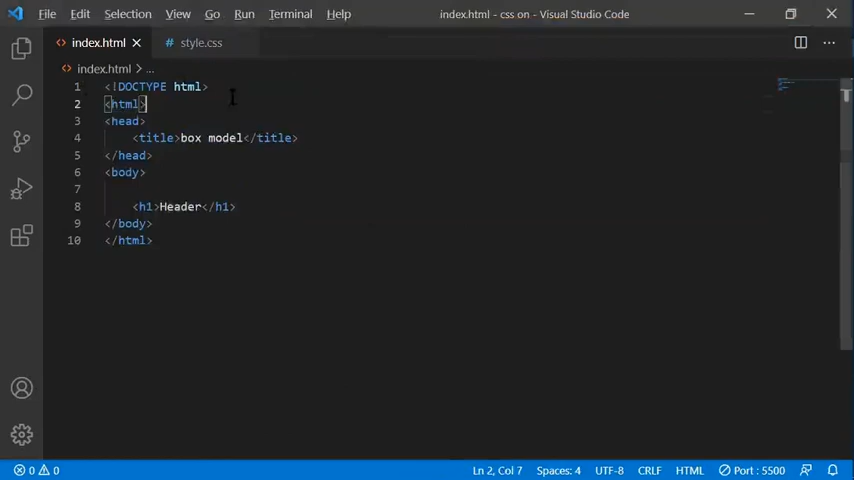 File Edit Selection View Go Run Terminal Help index.html - css on - Visual Studio Code
index.html style.css
index.html > ...
1 <!DOCTYPE html>
2 <html>
3 <head>
4 <title>box model</title>
5 </head>
6 <body>
7
8 <h1>Header</h1>
9 </body>
10 </html>
0 0 Ln 2, Col 7 Spaces: 4 UTF-8 CRLF HTML Port : 5500